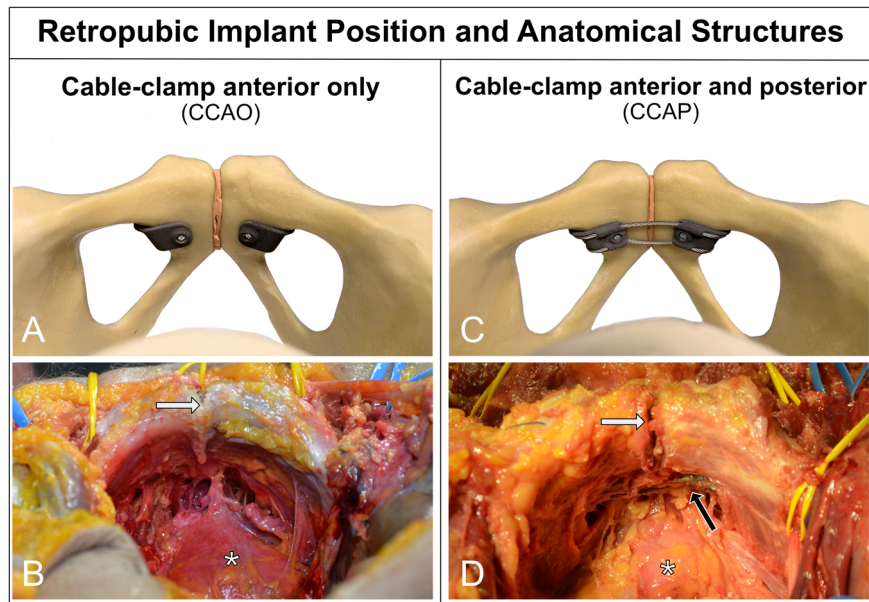 Retropubic Implant Position and Anatomical Structures
Cable-clamp anterior only
(CCAO)
Cable-clamp anterior and posterior
(CCAP)
A
C
B
*
D
*